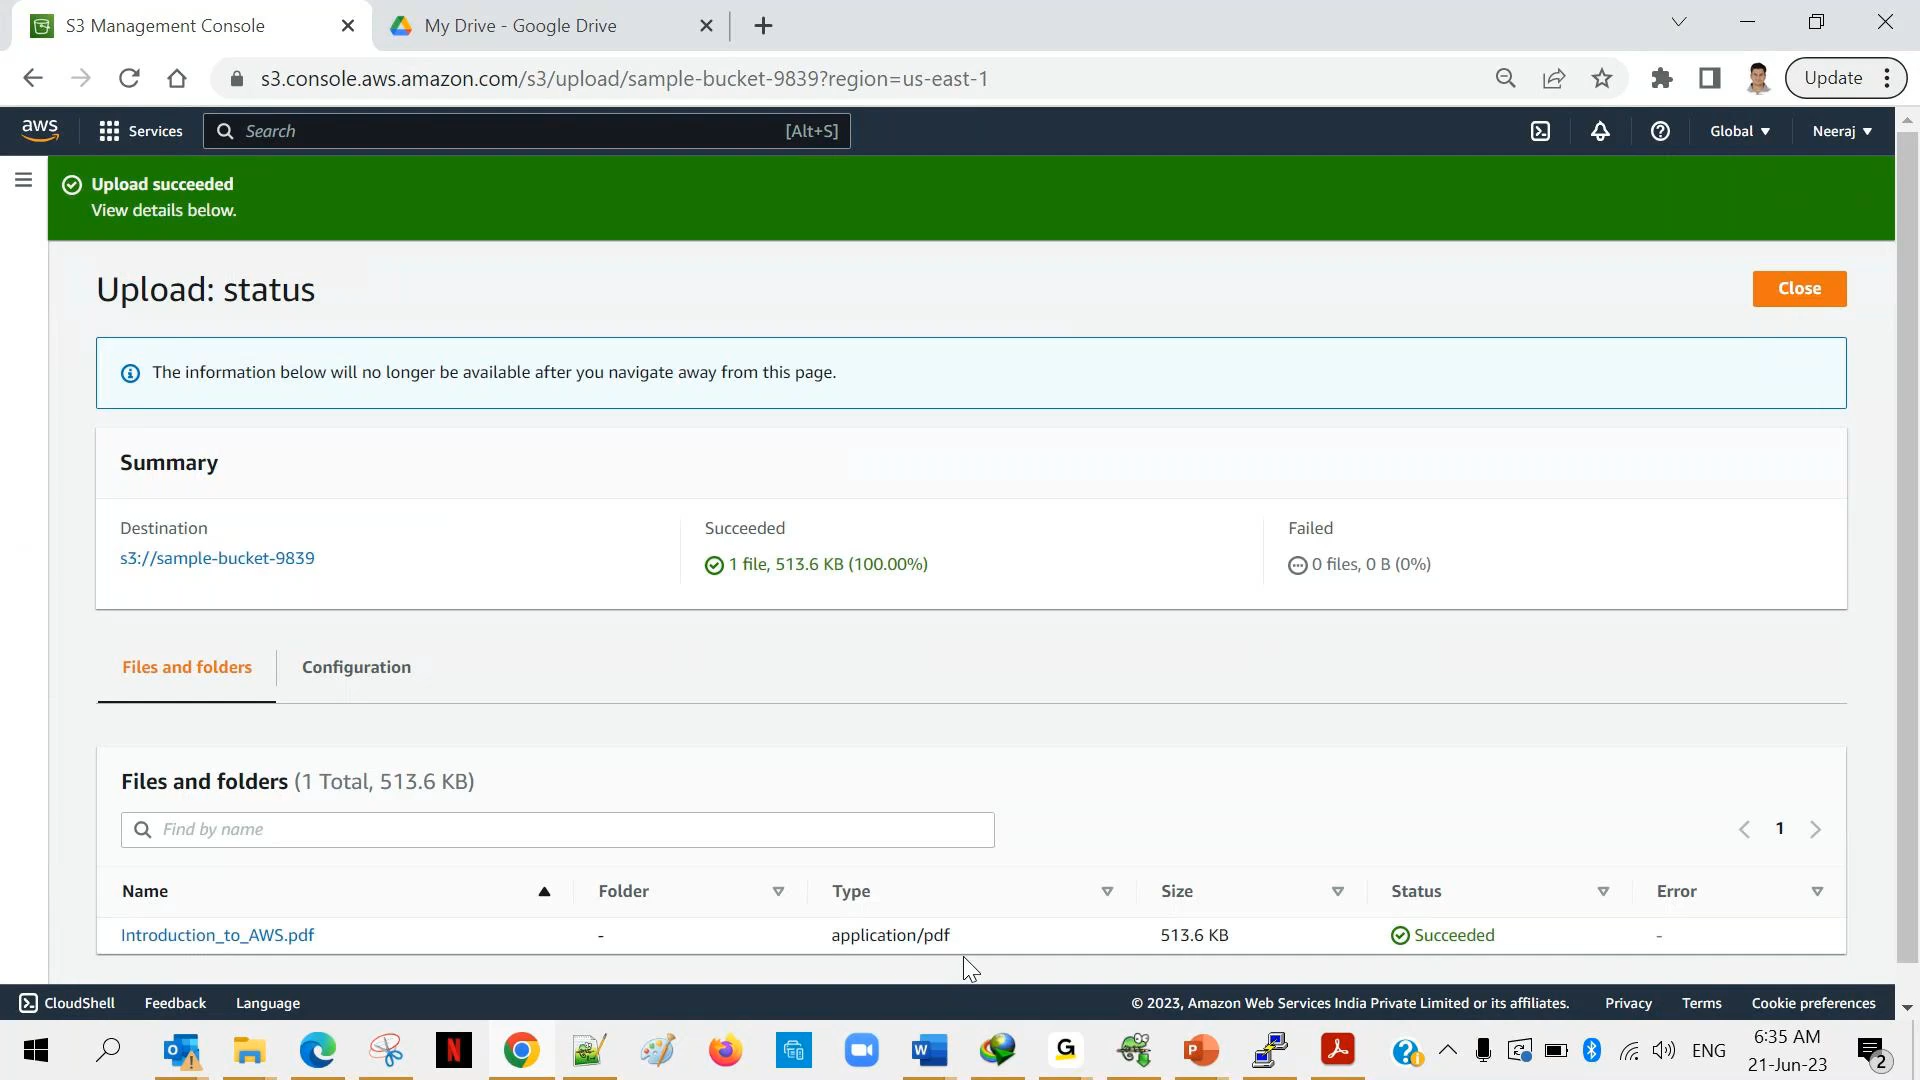 S3 Management Console
My Drive - Google Drive
s3.console.aws.amazon.com/s3/upload/sample-bucket-9839?region=us-east-1
Update
aws
Services
Search
[Alt+S]
Global
Neeraj
Upload succeeded
View details below.
Upload: status
Close
The information below will no longer be available after you navigate away from this page.
Summary
Destination
s3://sample-bucket-9839
Succeeded
1 file, 513.6 KB (100.00%)
Failed
0 files, 0 B (0%)
Files and folders
Configuration
Files and folders (1 Total, 513.6 KB)
Find by name
1
Name Folder Type Size Status Error
Introduction_to_AWS.pdf - application/pdf 513.6 KB Succeeded -
CloudShell Feedback Language © 2023, Amazon Web Services India Private Limited or its affiliates. Privacy Terms Cookie preferences
N
W
G
P
ENG
6:35 AM
21-Jun-23
2